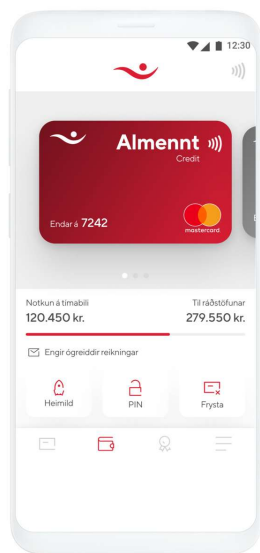 12:30
Almennt
Credit
Endar á 7242
mastercard
Notkun á tímabili
Til ráðstöfunar
120.450 kr.
279.550 kr.
Engir ógreiddir reikningar
Heimild
PIN
Frysta